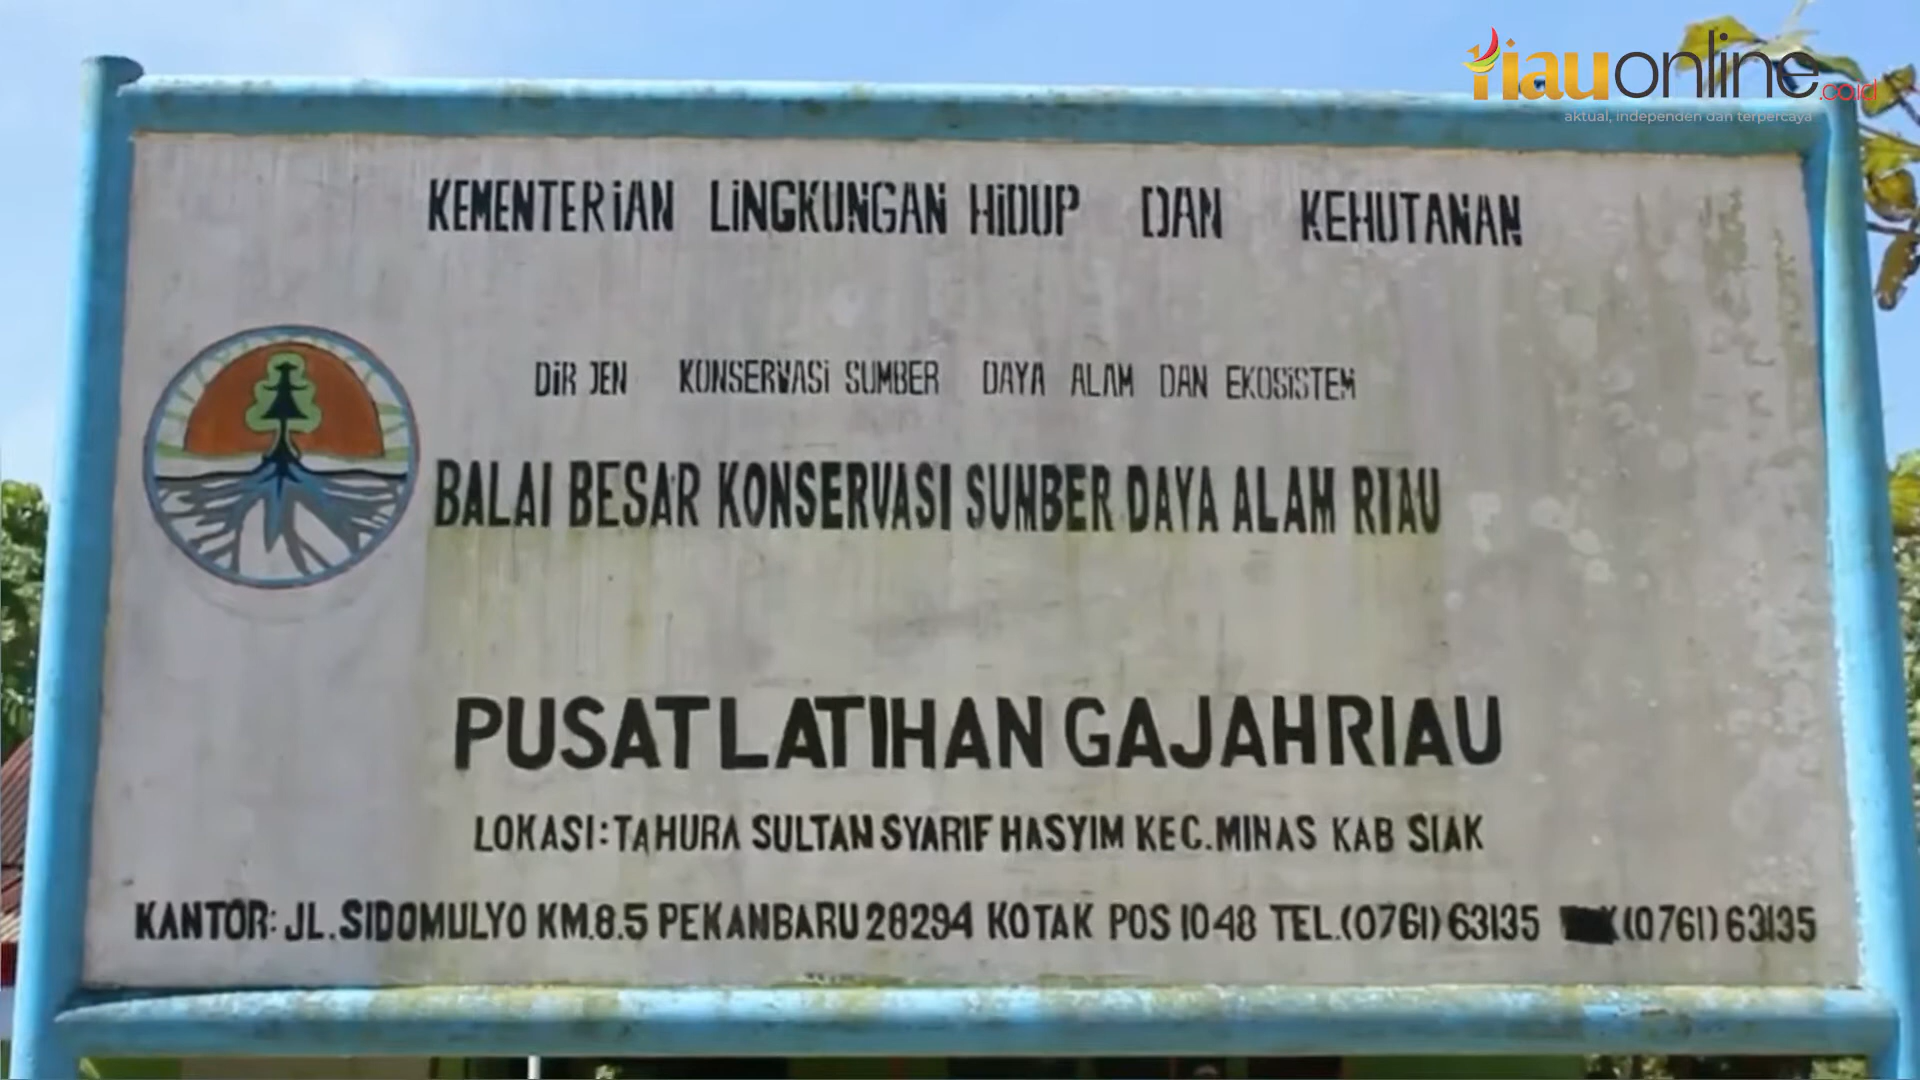 riauonline.co.id
aktual, independen dan terpercaya
KEMENTERIAN LINGKUNGAN HIDUP DAN KEHUTANAN
DIR JEN KONSERVASI SUMBER DAYA ALAM DAN EKOSISTEM
BALAI BESAR KONSERVASI SUMBER DAYA ALAM RIAU
PUSAT LATIHAN GAJAH RIAU
LOKASI: TAHURA SULTAN SYARIF HASYIM KEC. MINAS KAB SIAK
KANTOR: JL. SIDOMULYO KM.8.5 PEKANBARU 28294 KOTAK POS 1048 TEL.(0761) 63135 (0761) 63135